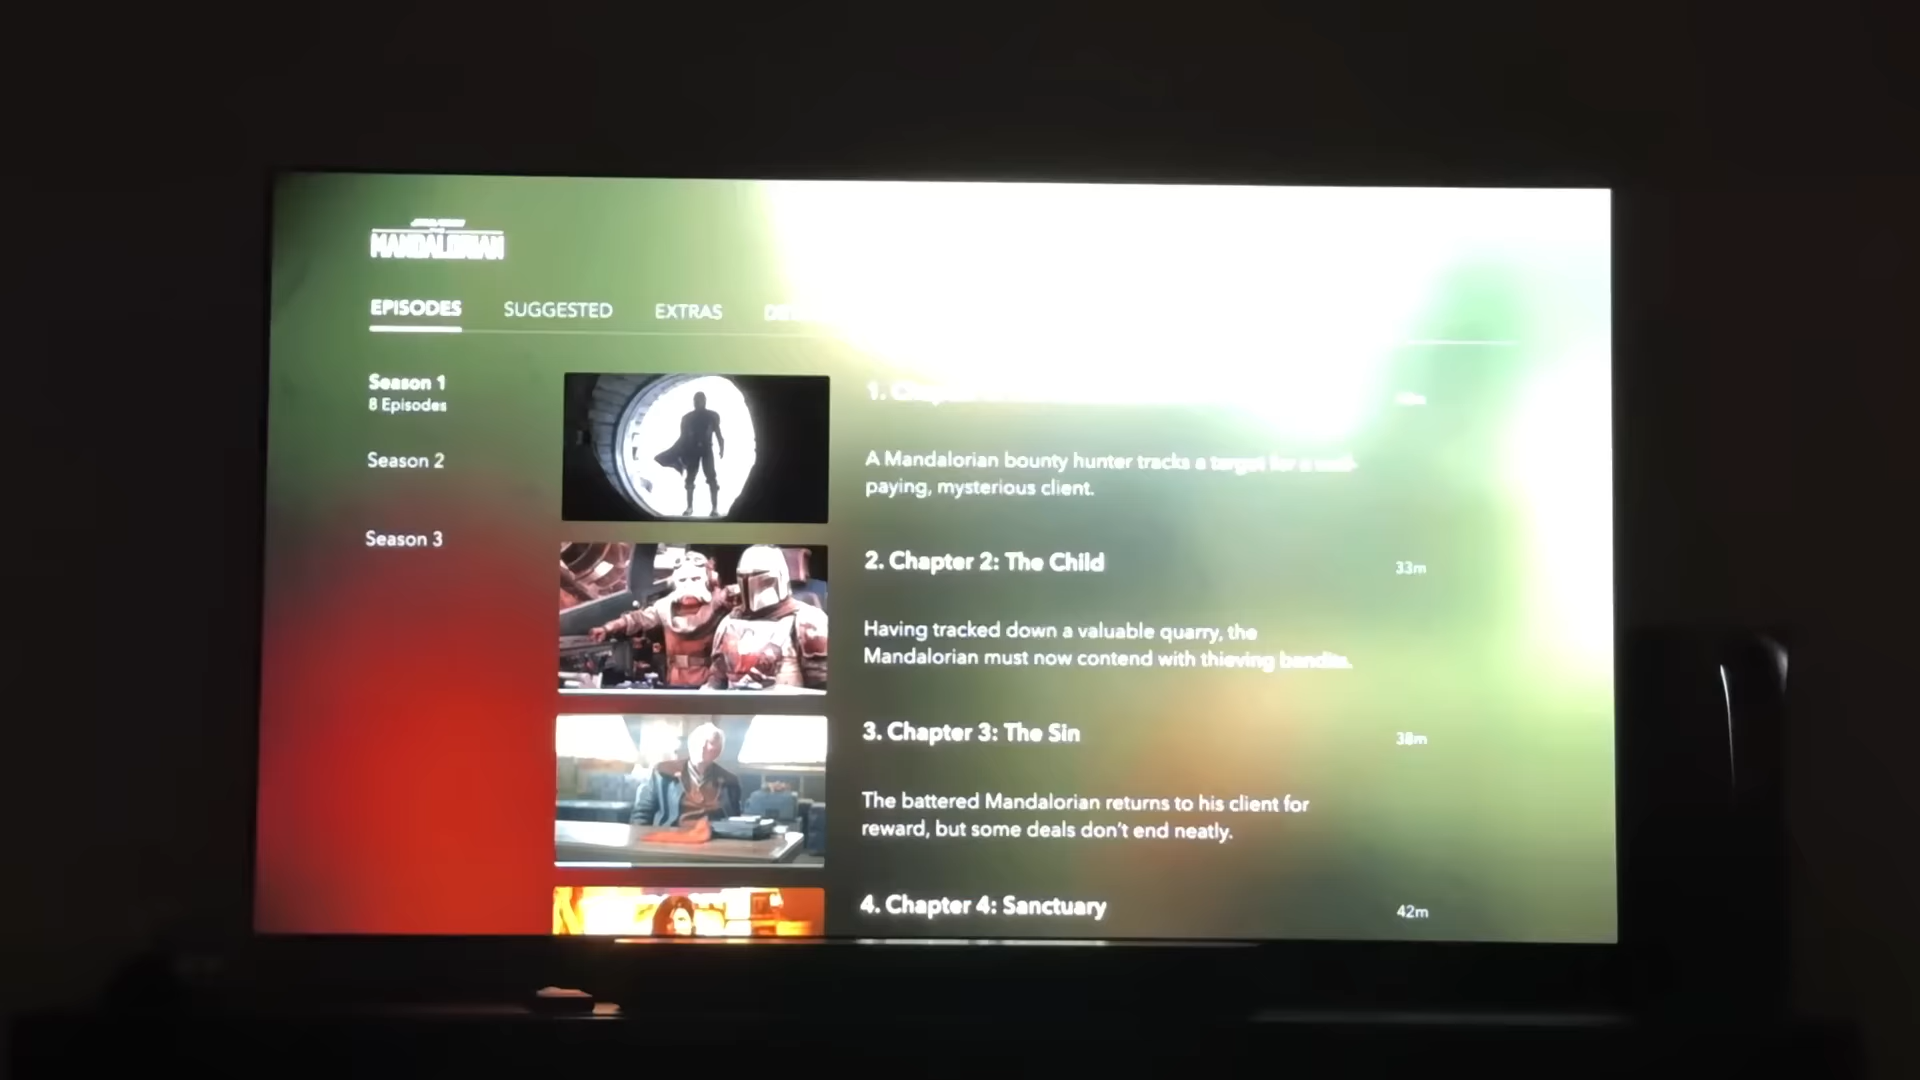 MANDALORIAN
EPISODES SUGGESTED EXTRAS
Season 1
8 Episodes
Season 2
Season 3
1.
A Mandalorian bounty hunter tracks a target for a
paying, mysterious client.
2. Chapter 2: The Child 33m
Having tracked down a valuable quarry, the
Mandalorian must now contend with thieving bandits.
3. Chapter 3: The Sin 38m
The battered Mandalorian returns to his client for
reward, but some deals don't end neatly.
4. Chapter 4: Sanctuary 42m